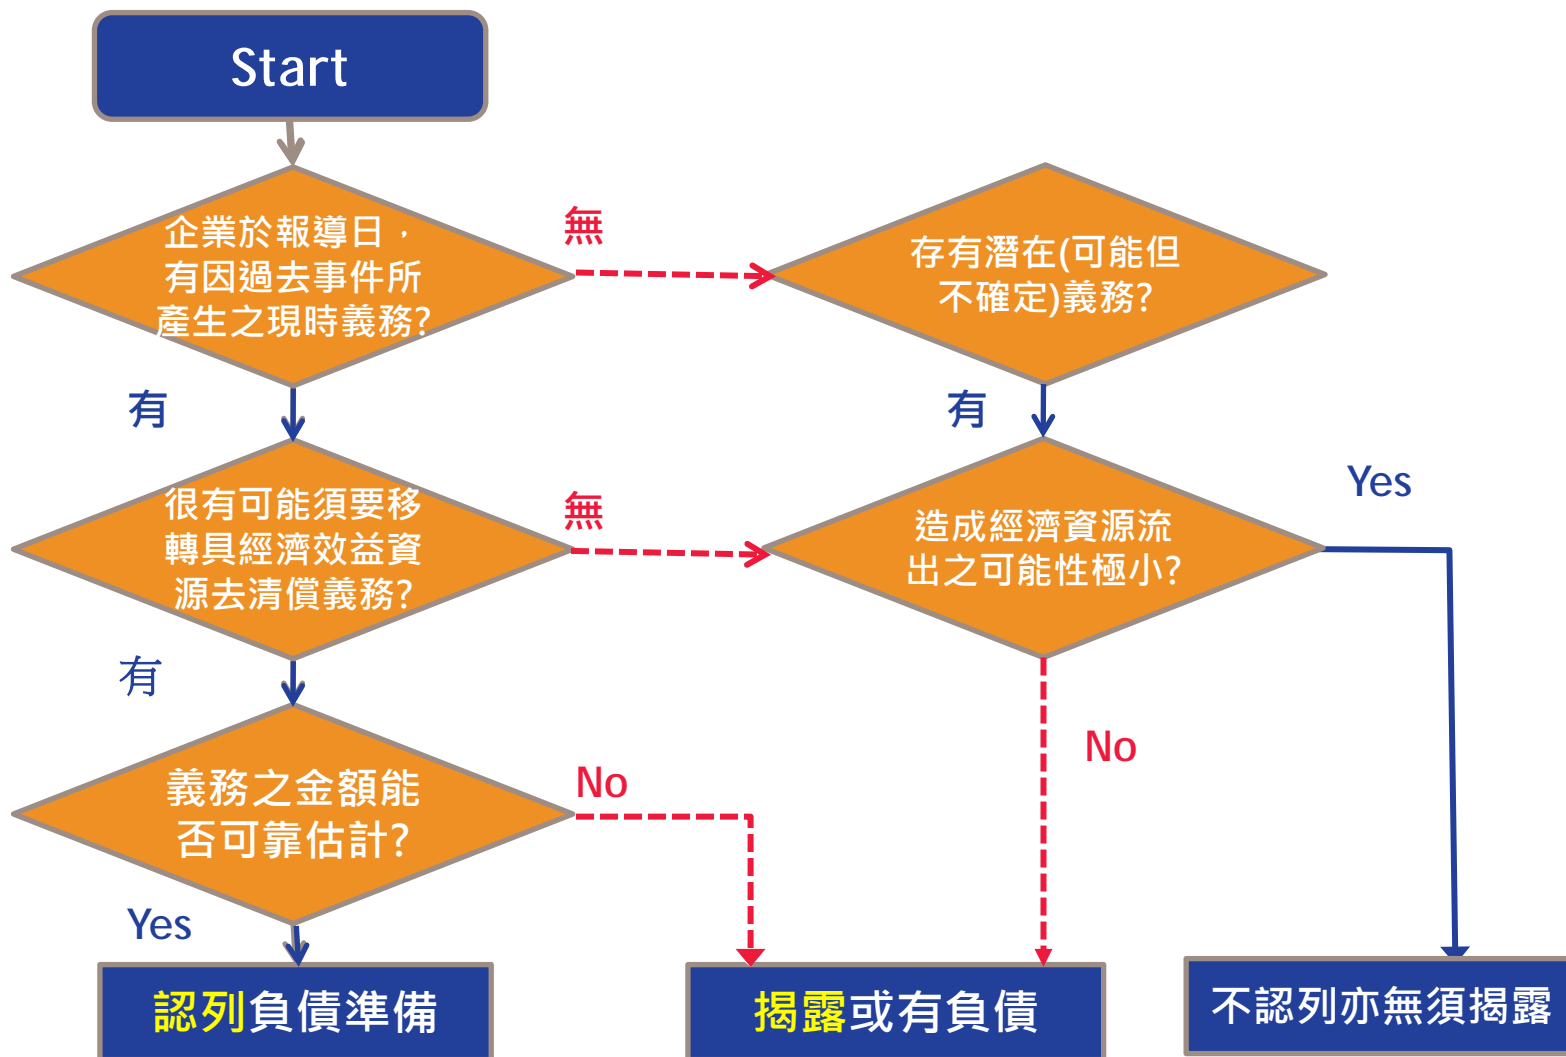 Start
企業於報導日，
有因過去事件所
產生之現時義務?
無
存有潛在(可能但
不確定)義務?
有
有
很有可能須要移
轉具經濟效益資
源去清償義務?
無
造成經濟資源流
出之可能性極小?
Yes
有
義務之金額能
否可靠估計?
No
No
Yes
認列負債準備
揭露或有負債
不認列亦無須揭露